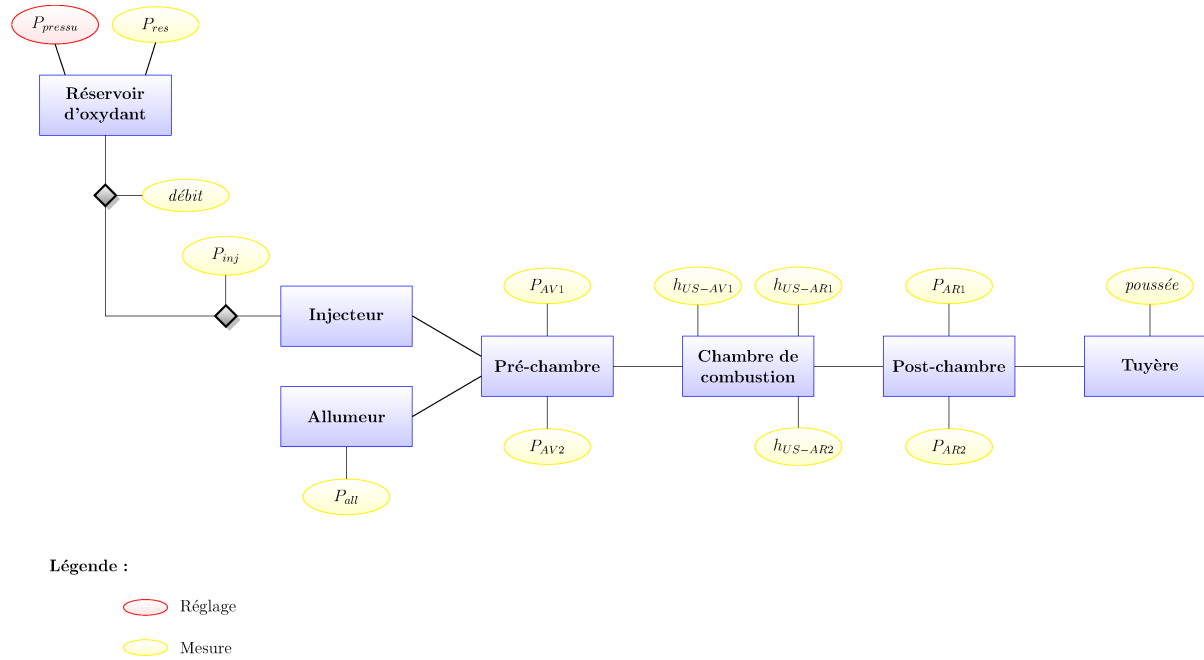 P_pressu
P_res
Réservoir
d'oxydant
débit
P_inj
Injecteur
Allumeur
P_all
P_AV1
Pré-chambre
P_AV2
h_US−AV1
h_US−AR1
Chambre de
combustion
h_US−AR2
P_AR1
Post-chambre
P_AR2
poussée
Tuyère
Légende :
Réglage
Mesure